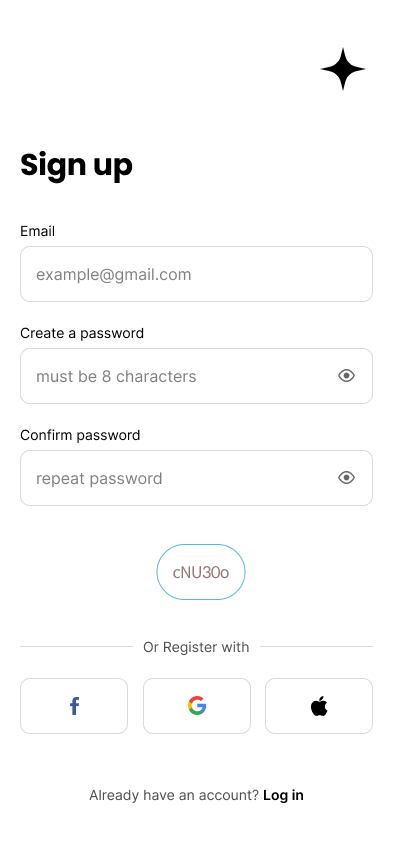 Sign up
Email
example@gmail.com
Create a password
must be 8 characters
Confirm password
repeat password
cNU30o
Or Register with
Already have an account? Log in